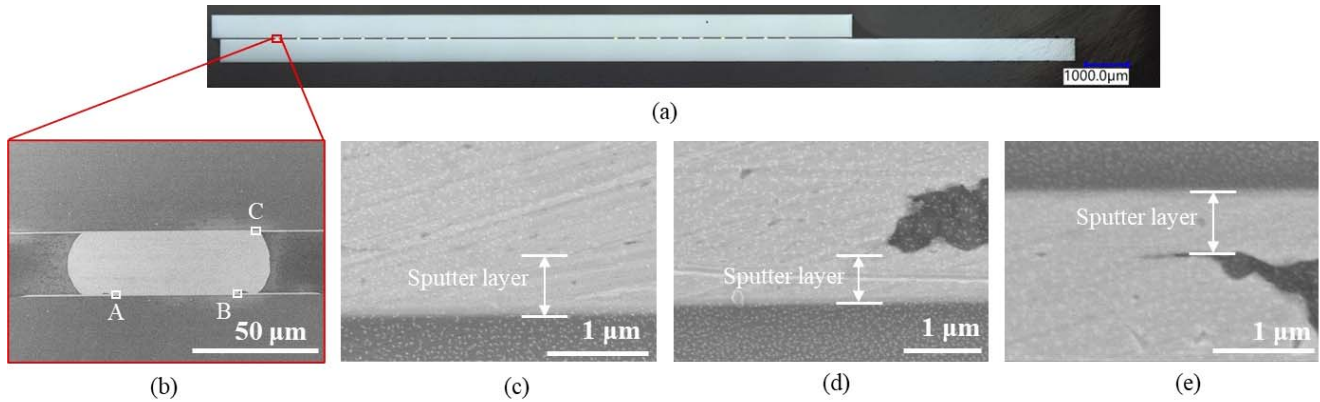 1000.0µm
(a)
C
A
B
50 µm
(b)
Sputter layer
1 µm
(c)
Sputter layer
1 µm
(d)
Sputter layer
1 µm
(e)